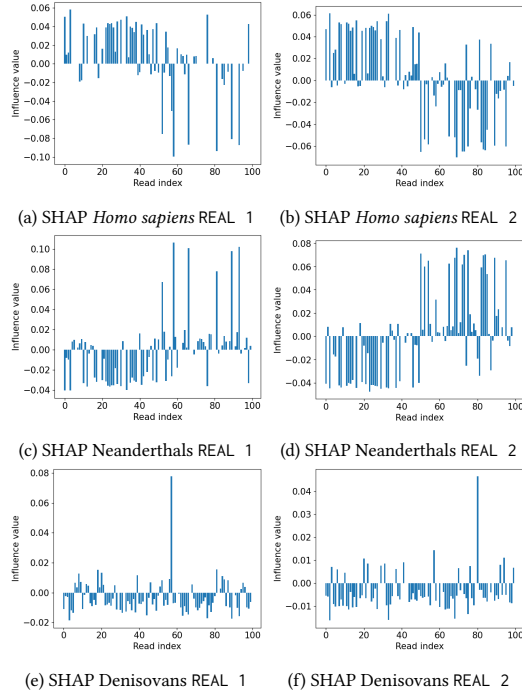 0.06
0.04
0.02
0.00
−0.02
−0.04
−0.06
−0.08
−0.10
Influence value
0 20 40 60 80 100
Read index
(a) SHAP Homo sapiens REAL 1
0.06
0.04
0.02
0.00
−0.02
−0.04
−0.06
Influence value
0 20 40 60 80 100
Read index
(b) SHAP Homo sapiens REAL 2
0.10
0.08
0.06
0.04
0.02
0.00
−0.02
−0.04
Influence value
0 20 40 60 80 100
Read index
(c) SHAP Neanderthals REAL 1
0.08
0.06
0.04
0.02
0.00
−0.02
−0.04
Influence value
0 20 40 60 80 100
Read index
(d) SHAP Neanderthals REAL 2
0.08
0.06
0.04
0.02
0.00
−0.02
Influence value
0 20 40 60 80 100
Read index
(e) SHAP Denisovans REAL 1
0.04
0.03
0.02
0.01
0.00
−0.01
Influence value
0 20 40 60 80 100
Read index
(f) SHAP Denisovans REAL 2